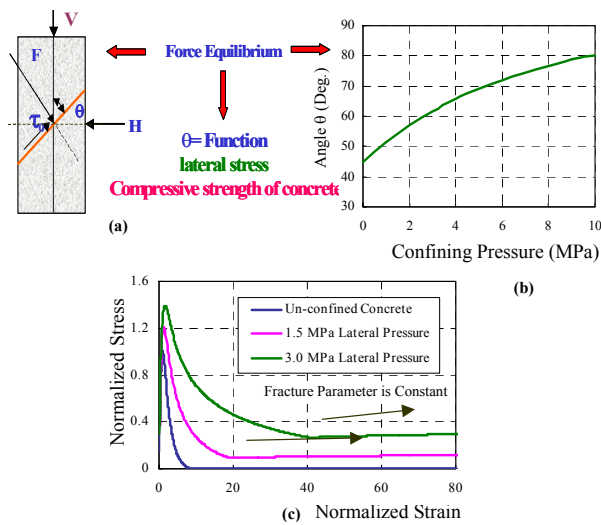 V
F
Force Equilibrium
θ
H
θ= Function
lateral stress
Compressive strength of concrete
(a)
Angle θ (Deg.)
90
80
70
60
50
40
30
0 2 4 6 8 10
Confining Pressure (MPa)
(b)
Normalized Stress
1.6
1.2
0.8
0.4
0
Un-confined Concrete
1.5 MPa Lateral Pressure
3.0 MPa Lateral Pressure
Fracture Parameter is Constant
0 20 40 60 80
(c) Normalized Strain